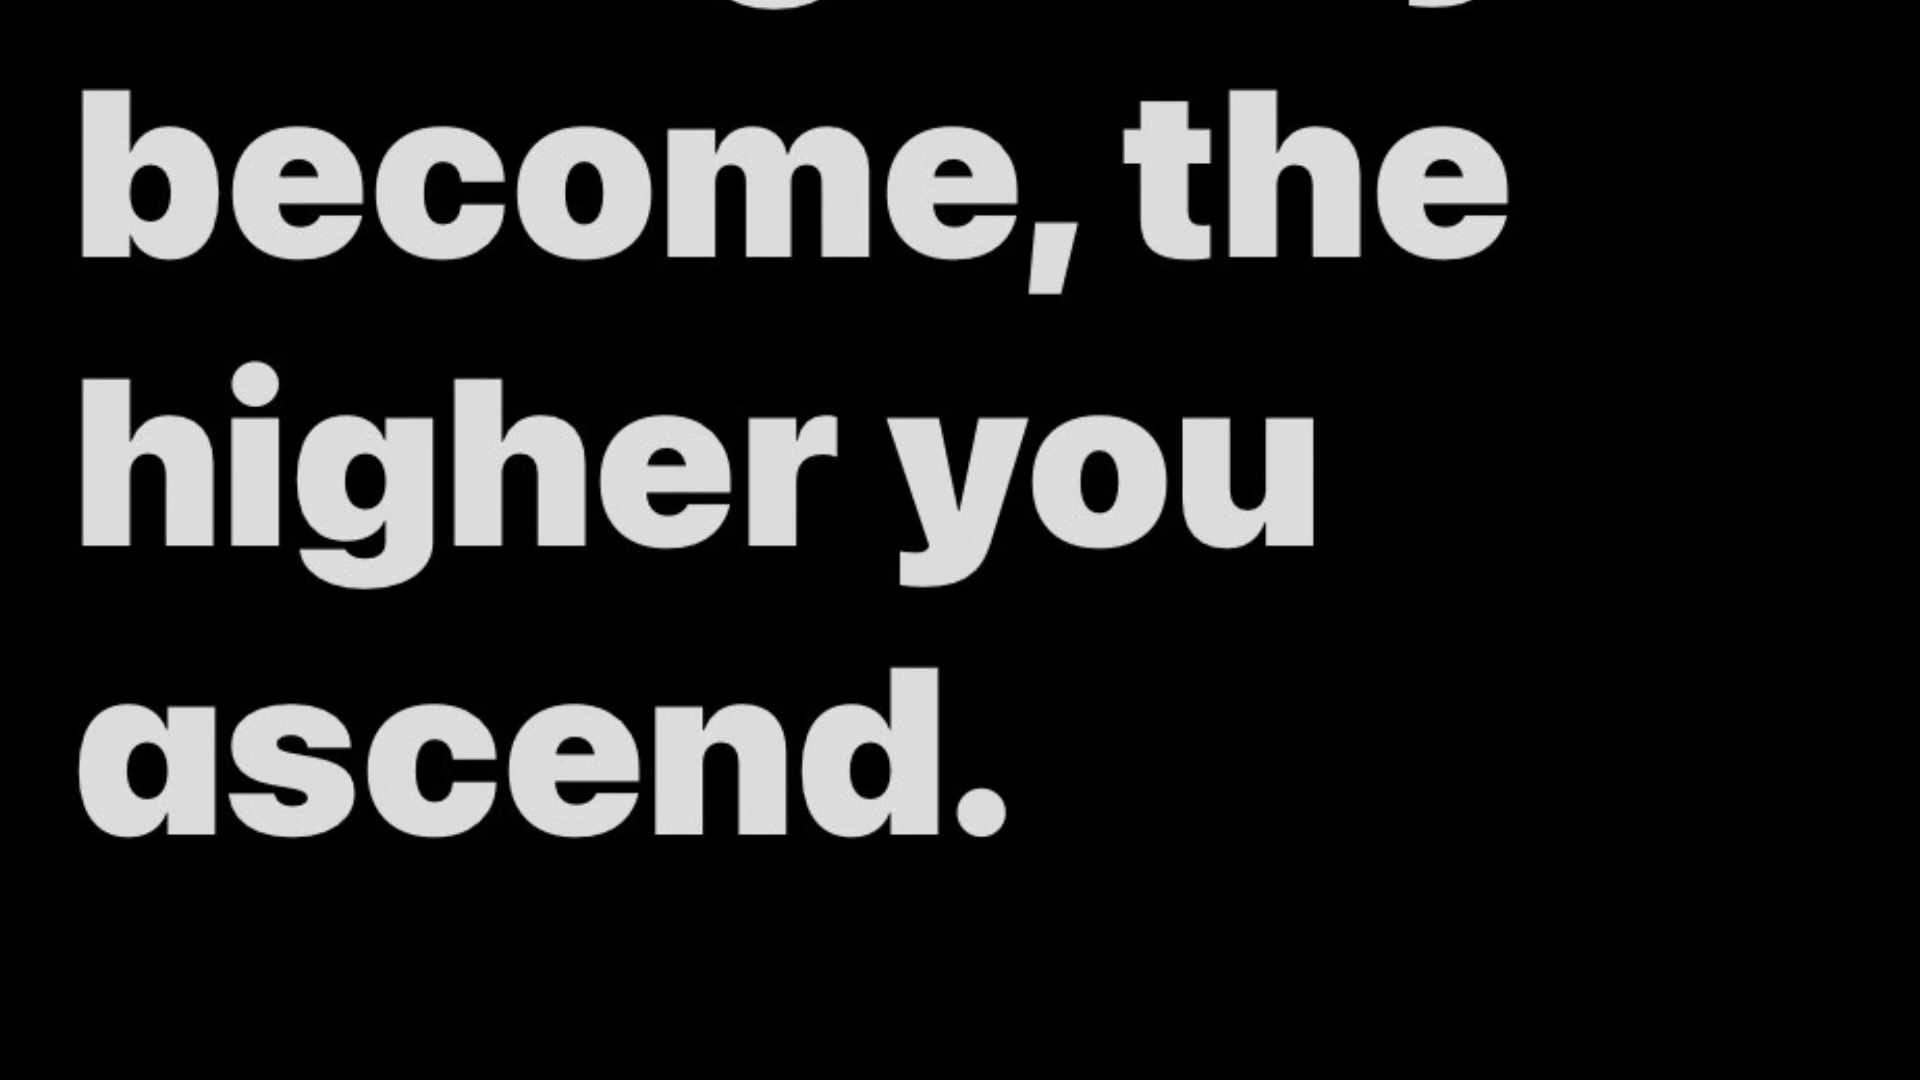 become, the
higher you
ascend.